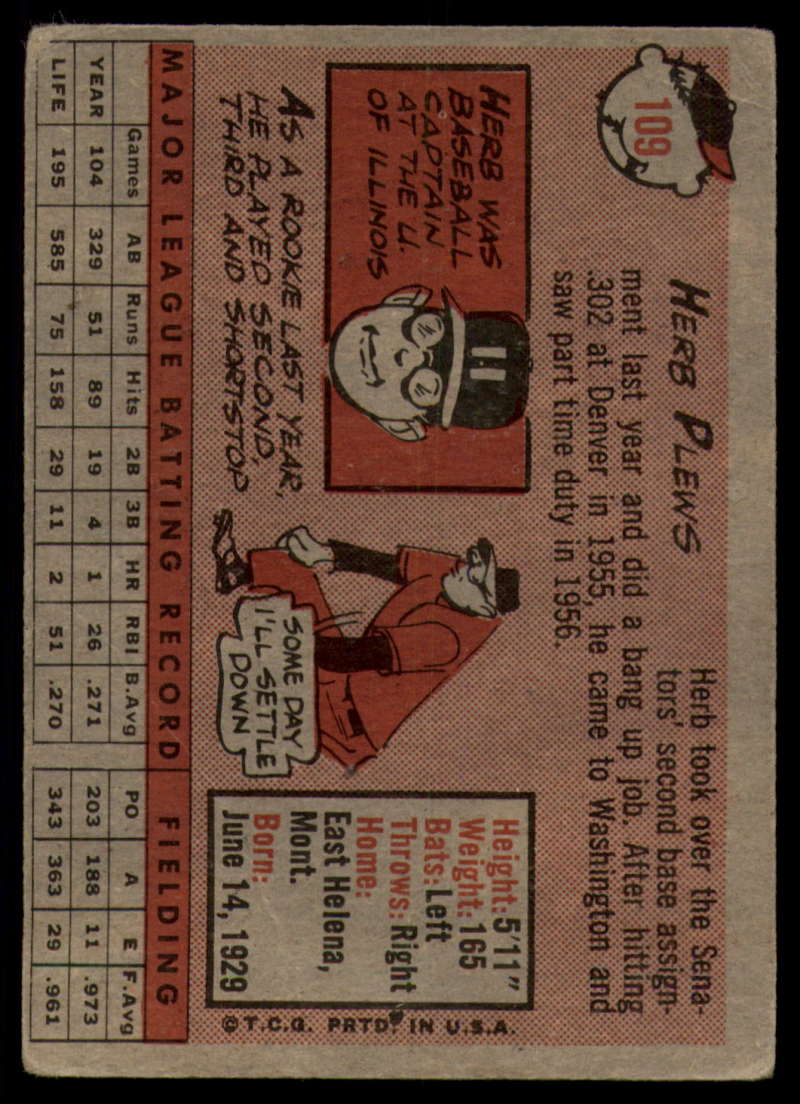 109
HERB PLEWS
Herb took over the Sena-
tors' second base assign-
ment last year and did a bang up job. After hitting
.302 at Denver in 1955, he came to Washington and
saw part time duty in 1956.
HERB WAS
BASEBALL
CAPTAIN
AT THE U.
OF ILLINOIS
AS A ROOKIE LAST YEAR,
HE PLAYED SECOND,
THIRD AND SHORTSTOP
SOME DAY
I'LL SETTLE
DOWN
Height: 5'11"
Weight: 165
Bats: Left
Throws: Right
Home:
East Helena,
Mont.
Born:
June 14, 1929
© T.C.G. PRTD. IN U.S.A.
MAJOR LEAGUE BATTING RECORD FIELDING
Games AB Runs Hits 2B 3B HR RBI B.Avg PO A E F.Avg
YEAR 104 329 51 89 19 4 1 26 .271 203 188 11 .973
LIFE 195 585 75 158 29 11 2 51 .270 343 363 29 .961